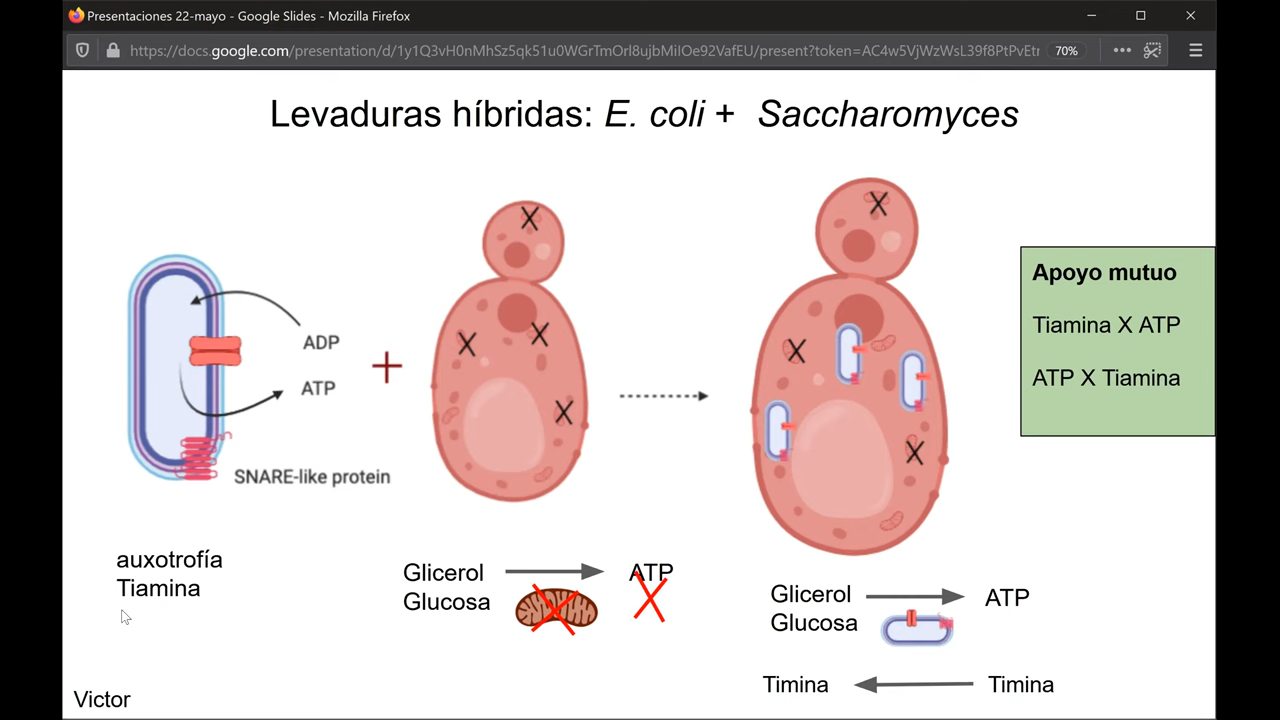 Presentaciones 22-mayo - Google Slides - Mozilla Firefox
https://docs.google.com/presentation/d/1y1Q3vH0nMhSz5qk51u0WGrTmOrl8ujbMiIOe92VafEU/present?token=AC4w5VjWzWsL39f8PtPvEtr
70%
Levaduras híbridas: E. coli + Saccharomyces
ADP
ATP
SNARE-like protein
+
X
X
X
X
X
X
X
Apoyo mutuo
Tiamina X ATP
ATP X Tiamina
auxotrofía
Tiamina
Glicerol
Glucosa
ATP
Glicerol
Glucosa
ATP
Timina
Timina
Victor